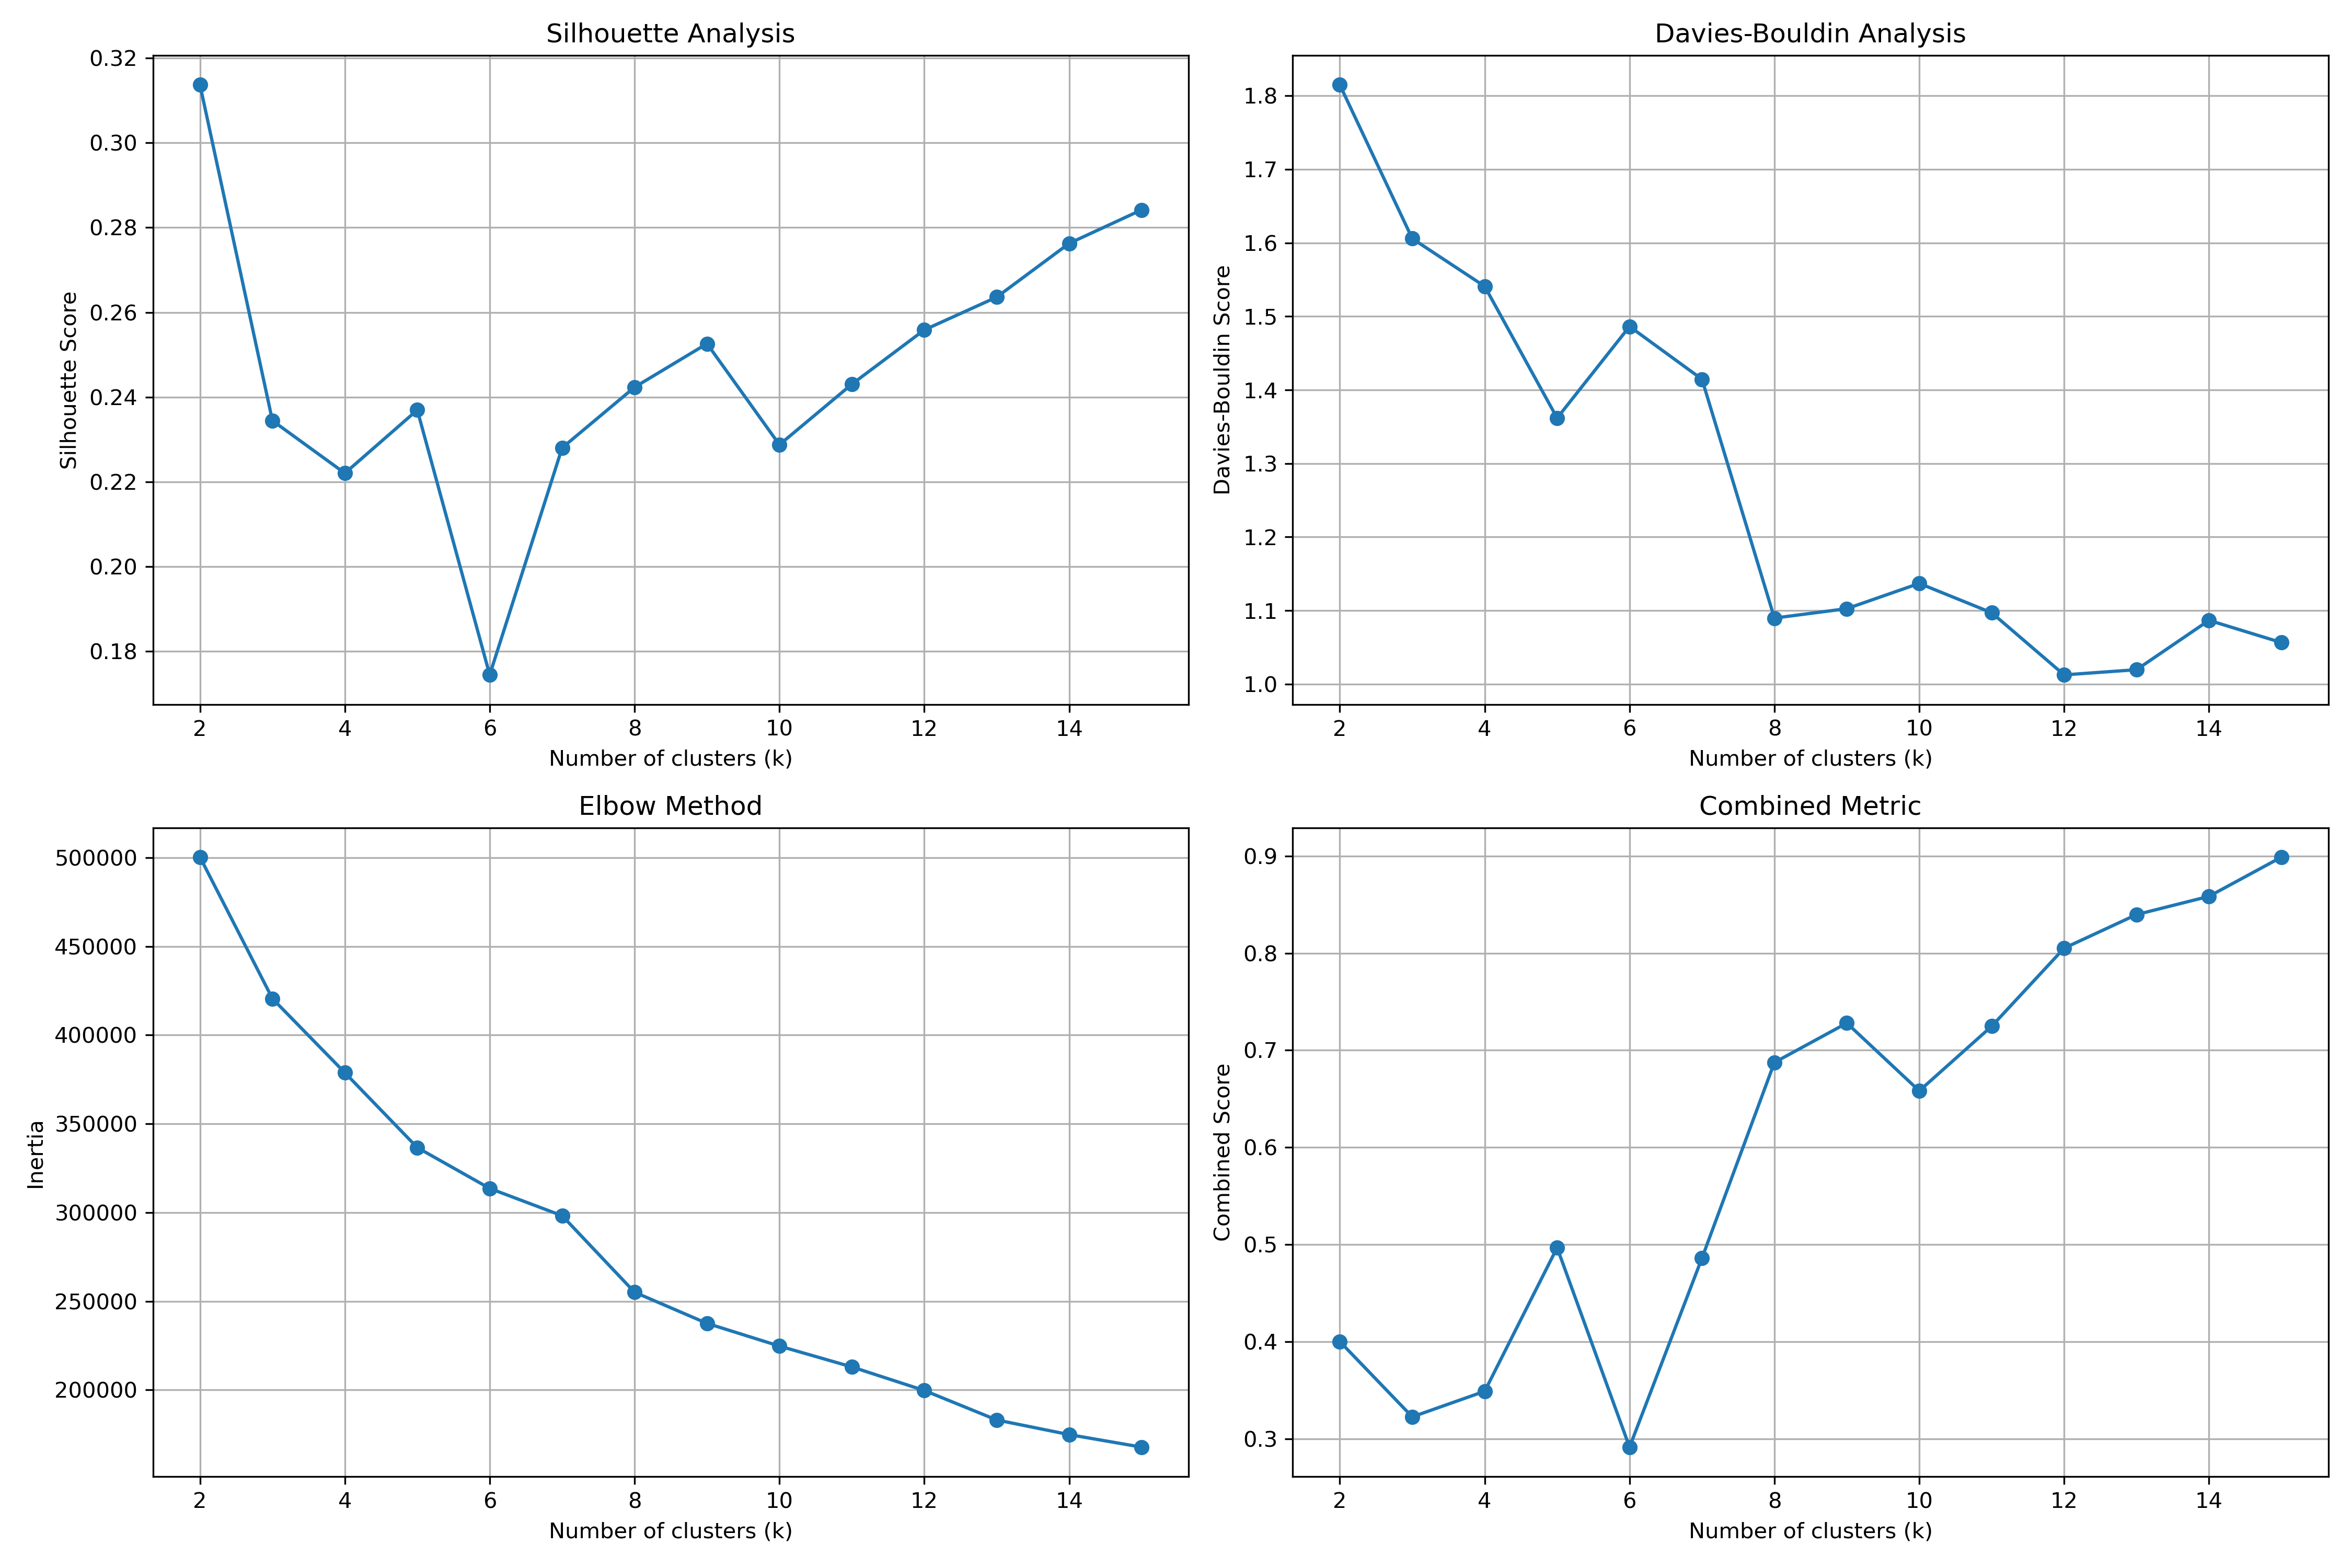 Silhouette Analysis
0.32
0.30
0.28
0.26
0.24
0.22
0.20
0.18
Silhouette Score
2 4 6 8 10 12 14
Number of clusters (k)
Davies-Bouldin Analysis
1.8
1.7
1.6
1.5
1.4
1.3
1.2
1.1
1.0
Davies-Bouldin Score
2 4 6 8 10 12 14
Number of clusters (k)
Elbow Method
500000
450000
400000
350000
300000
250000
200000
Inertia
2 4 6 8 10 12 14
Number of clusters (k)
Combined Metric
0.9
0.8
0.7
0.6
0.5
0.4
0.3
Combined Score
2 4 6 8 10 12 14
Number of clusters (k)